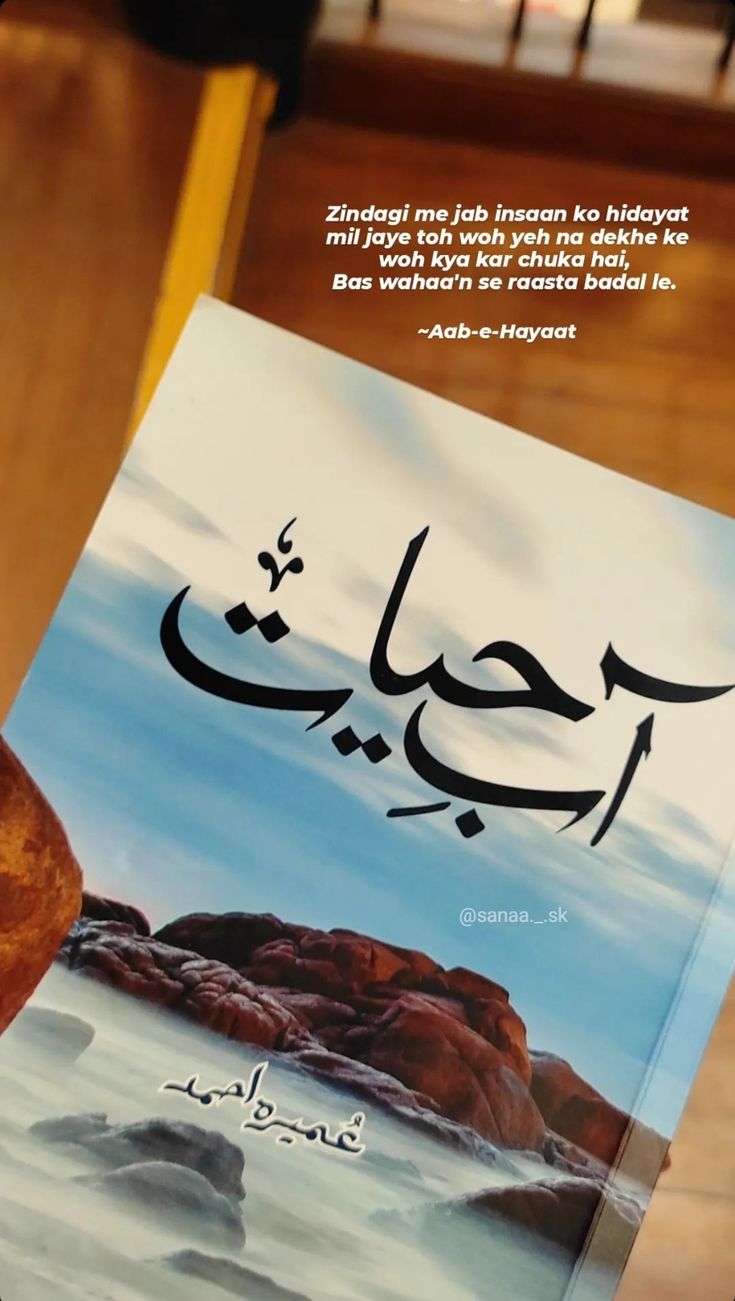 Zindagi me jab insaan ko hidayat
mil jaye toh woh yeh na dekhe ke
woh kya kar chuka hai,
Bas wahaa'n se raasta badal le.
~Aab-e-Hayaat
آبِ حیات
@sanaa._.sk
عُمیرہ احمد